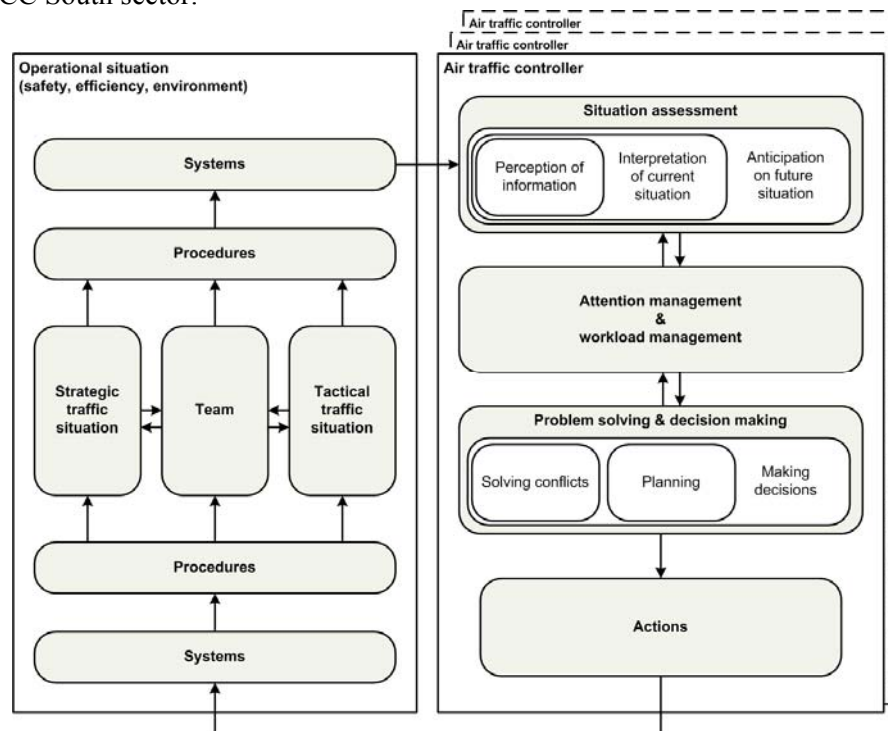 CC South sector.
Air traffic controller
Air traffic controller
Operational situation
(safety, efficiency, environment)
Systems
Procedures
Strategic
traffic
situation
Team
Tactical
traffic
situation
Procedures
Systems
Air traffic controller
Situation assessment
Perception of
information
Interpretation
of current
situation
Anticipation
on future
situation
Attention management
&
workload management
Problem solving & decision making
Solving conflicts
Planning
Making
decisions
Actions